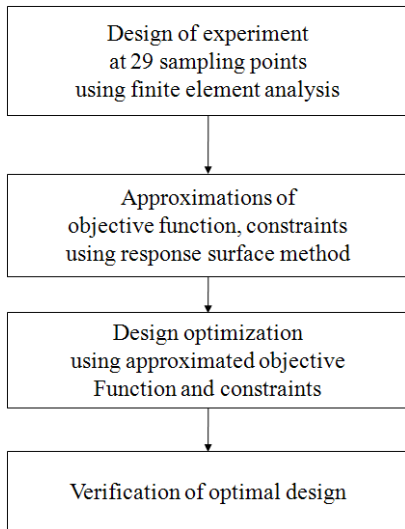 Design of experiment
at 29 sampling points
using finite element analysis
Approximations of
objective function, constraints
using response surface method
Design optimization
using approximated objective
Function and constraints
Verification of optimal design